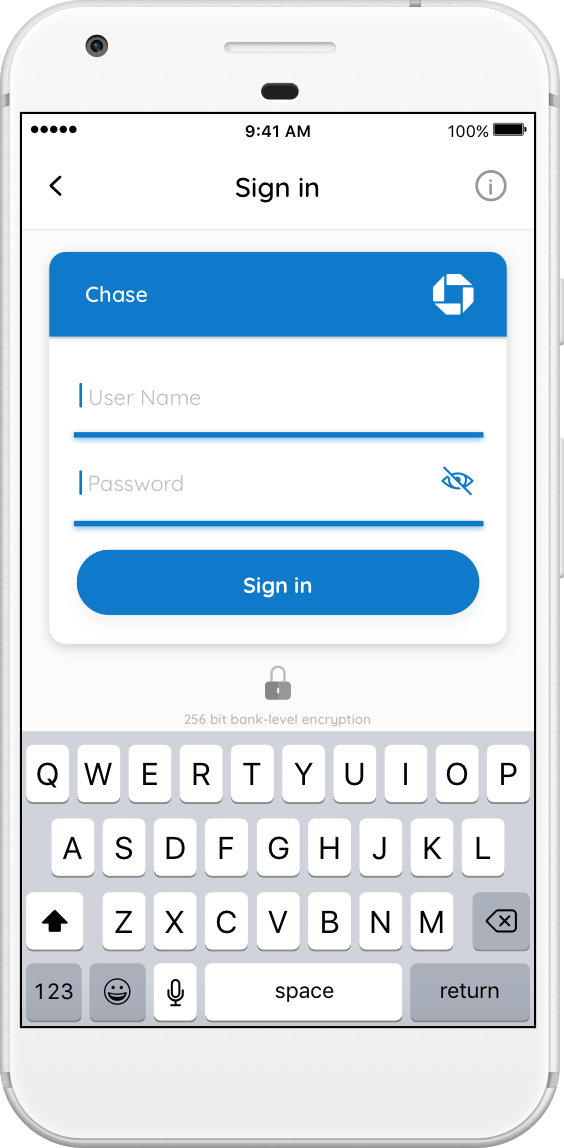 9:41 AM 100%
Sign in
Chase
User Name
Password
Sign in
256 bit bank-level encryption
Q W E R T Y U I O P
A S D F G H J K L
Z X C V B N M
123 space return